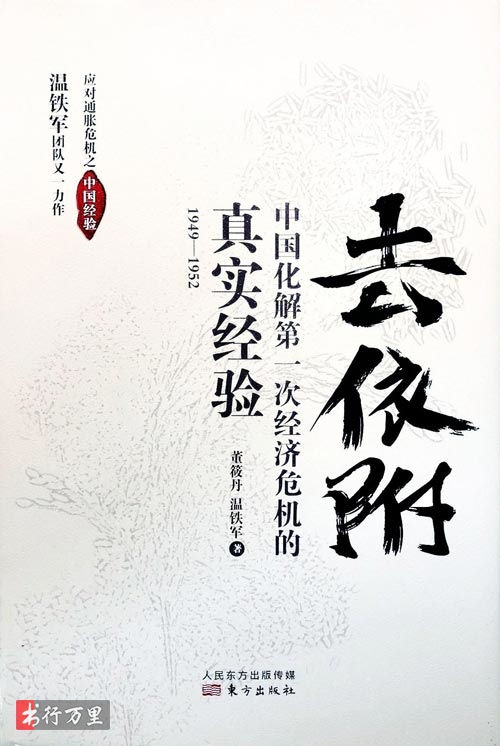 去依附
中国化解第一次经济危机的
真实经验
1949—1952
董筱丹 温铁军 著
应对通胀危机之
中国经验
温铁军团队又一力作
人民东方出版传媒
东方出版社
书行万里